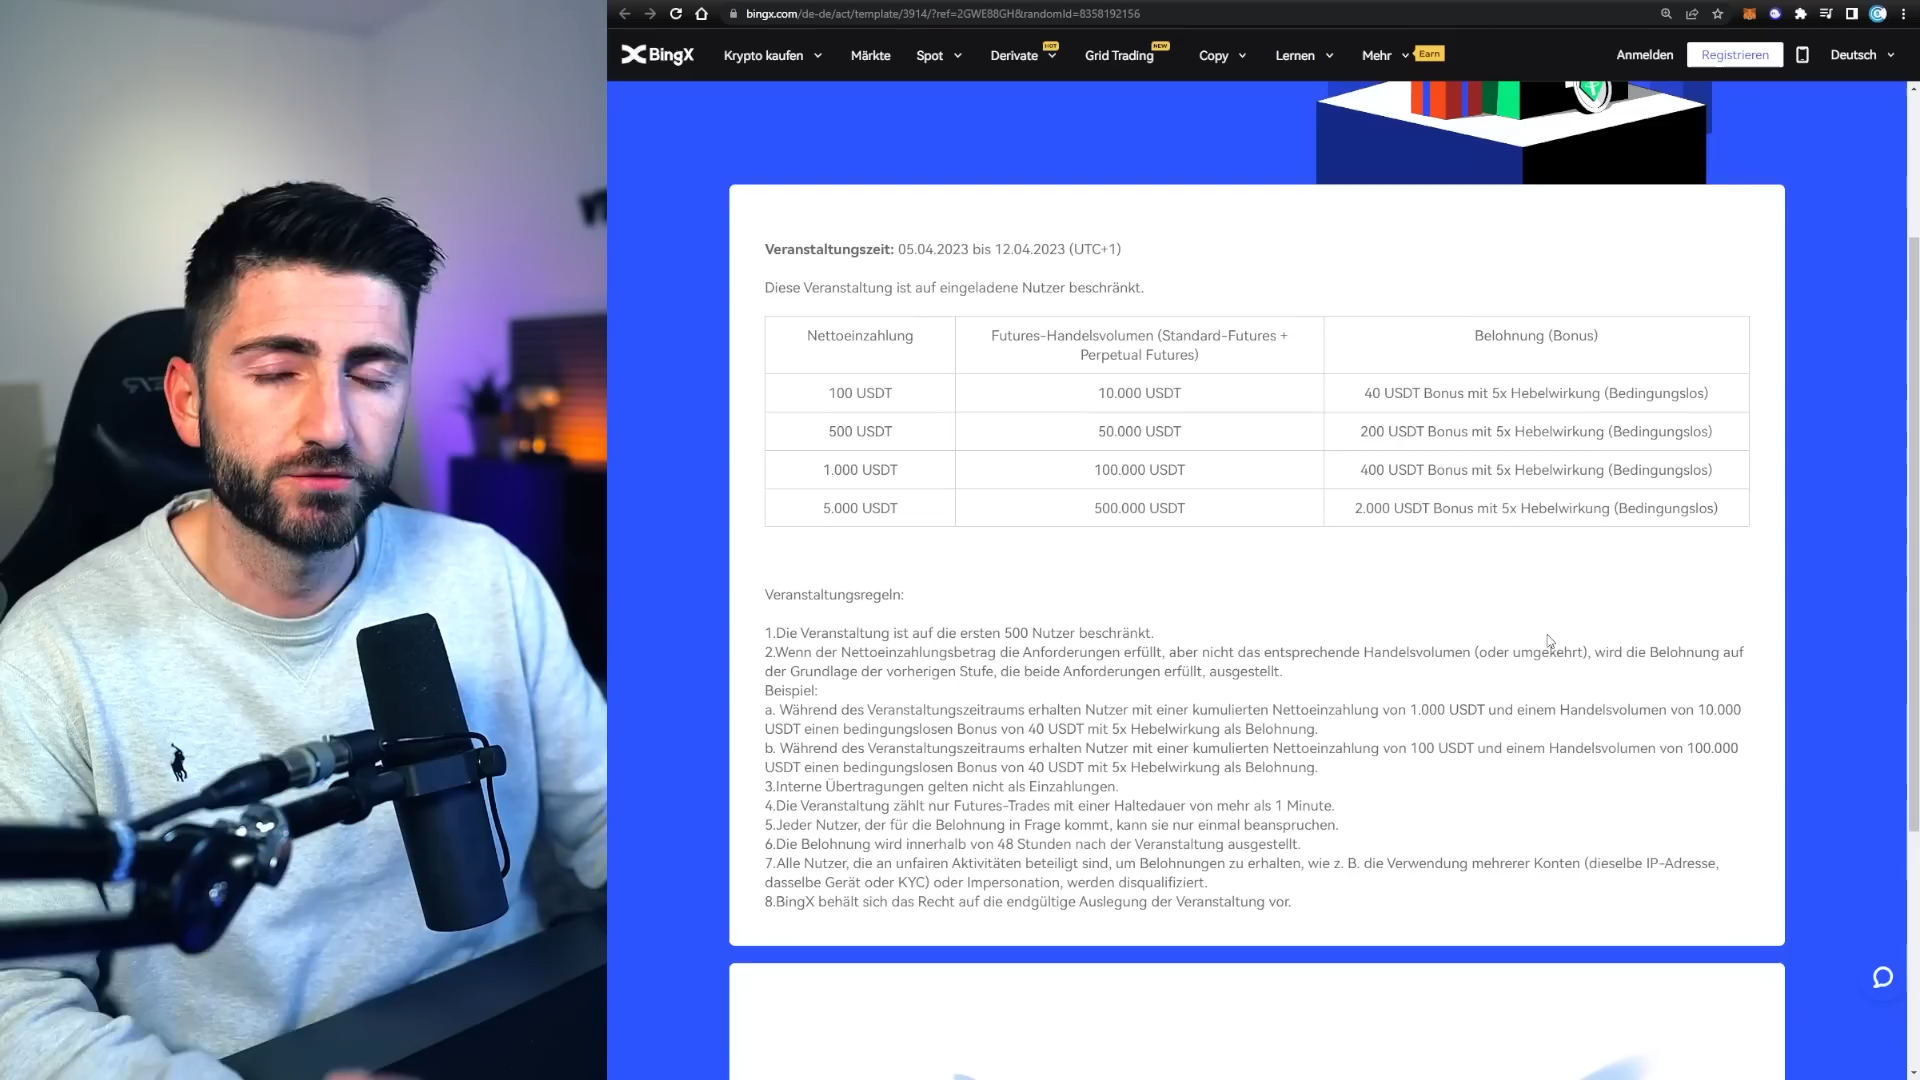 bingx.com/de-de/act/template/3914/?ref=2GWE88GH&randomId=8358192156
BingX Krypto kaufen Märkte Spot Derivate HOT Grid Trading NEW Copy Lernen Mehr Earn Anmelden Registrieren Deutsch
Veranstaltungszeit: 05.04.2023 bis 12.04.2023 (UTC+1)
Diese Veranstaltung ist auf eingeladene Nutzer beschränkt.
Nettoeinzahlung Futures-Handelsvolumen (Standard-Futures + Belohnung (Bonus)
Perpetual Futures)
100 USDT 10.000 USDT 40 USDT Bonus mit 5x Hebelwirkung (Bedingungslos)
500 USDT 50.000 USDT 200 USDT Bonus mit 5x Hebelwirkung (Bedingungslos)
1.000 USDT 100.000 USDT 400 USDT Bonus mit 5x Hebelwirkung (Bedingungslos)
5.000 USDT 500.000 USDT 2.000 USDT Bonus mit 5x Hebelwirkung (Bedingungslos)
Veranstaltungsregeln:
1.Die Veranstaltung ist auf die ersten 500 Nutzer beschränkt.
2.Wenn der Nettoeinzahlungsbetrag die Anforderungen erfüllt, aber nicht das entsprechende Handelsvolumen (oder umgekehrt), wird die Belohnung auf
der Grundlage der vorherigen Stufe, die beide Anforderungen erfüllt, ausgestellt.
Beispiel:
a. Während des Veranstaltungszeitraums erhalten Nutzer mit einer kumulierten Nettoeinzahlung von 1.000 USDT und einem Handelsvolumen von 10.000
USDT einen bedingungslosen Bonus von 40 USDT mit 5x Hebelwirkung als Belohnung.
b. Während des Veranstaltungszeitraums erhalten Nutzer mit einer kumulierten Nettoeinzahlung von 100 USDT und einem Handelsvolumen von 100.000
USDT einen bedingungslosen Bonus von 40 USDT mit 5x Hebelwirkung als Belohnung.
3.Interne Übertragungen gelten nicht als Einzahlungen.
4.Die Veranstaltung zählt nur Futures-Trades mit einer Haltedauer von mehr als 1 Minute.
5.Jeder Nutzer, der für die Belohnung in Frage kommt, kann sie nur einmal beanspruchen.
6.Die Belohnung wird innerhalb von 48 Stunden nach der Veranstaltung ausgestellt.
7.Alle Nutzer, die an unfairen Aktivitäten beteiligt sind, um Belohnungen zu erhalten, wie z. B. die Verwendung mehrerer Konten (dieselbe IP-Adresse,
dasselbe Gerät oder KYC) oder Impersonation, werden disqualifiziert.
8.BingX behält sich das Recht auf die endgültige Auslegung der Veranstaltung vor.